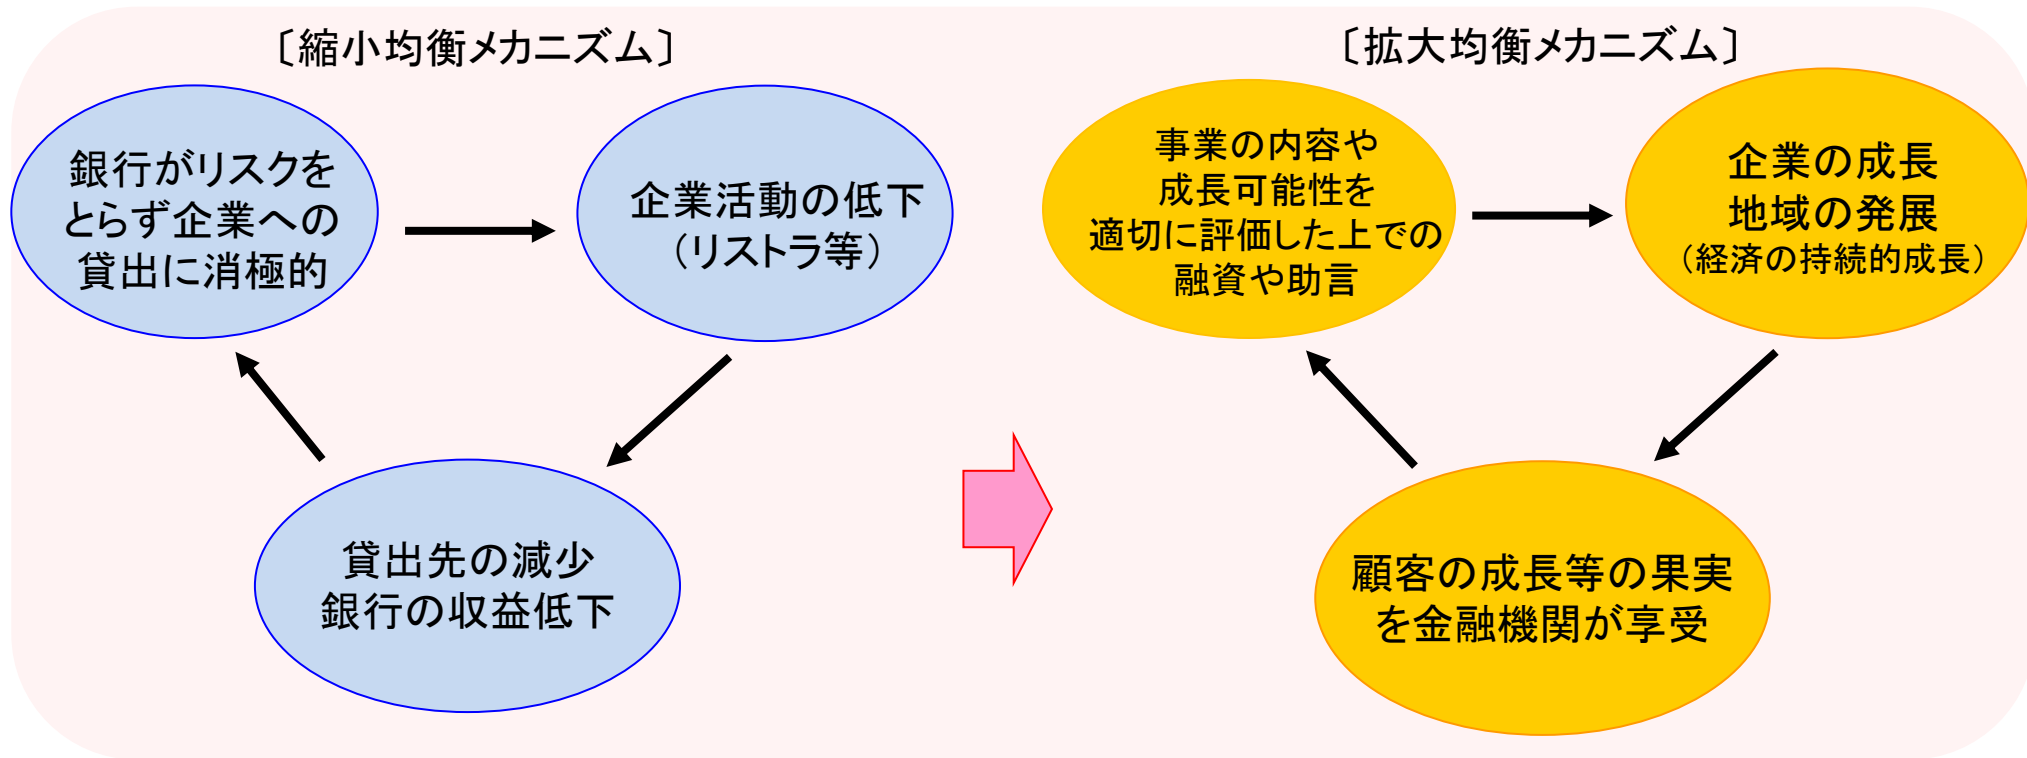 〔縮小均衡メカニズム〕
銀行がリスクを
とらず企業への
貸出に消極的
企業活動の低下
（リストラ等）
貸出先の減少
銀行の収益低下
〔拡大均衡メカニズム〕
事業の内容や
成長可能性を
適切に評価した上での
融資や助言
企業の成長
地域の発展
（経済の持続的成長）
顧客の成長等の果実
を金融機関が享受